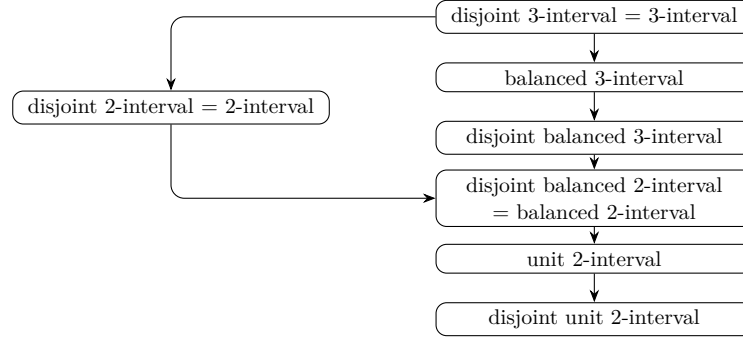 disjoint 3-interval = 3-interval
balanced 3-interval
disjoint 2-interval = 2-interval
disjoint balanced 3-interval
disjoint balanced 2-interval
= balanced 2-interval
unit 2-interval
disjoint unit 2-interval